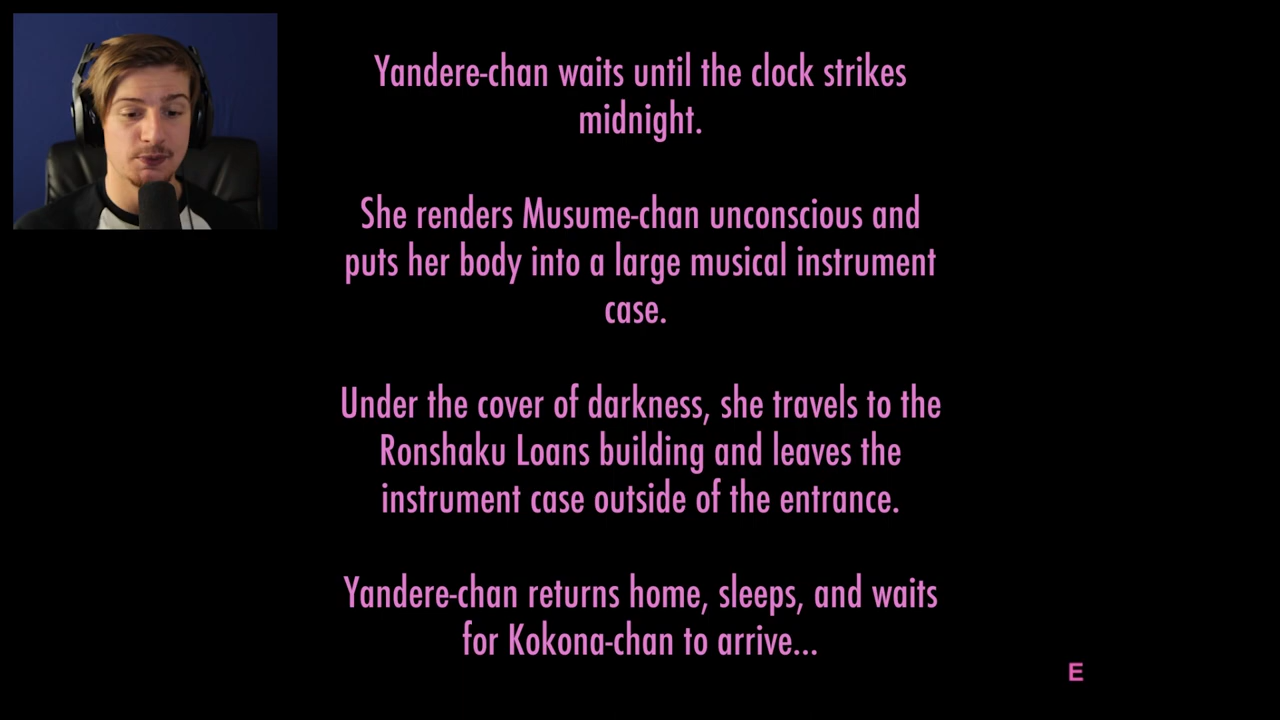 Yandere-chan waits until the clock strikes
midnight.
She renders Musume-chan unconscious and
puts her body into a large musical instrument
case.
Under the cover of darkness, she travels to the
Ronshaku Loans building and leaves the
instrument case outside of the entrance.
Yandere-chan returns home, sleeps, and waits
for Kokona-chan to arrive...
E